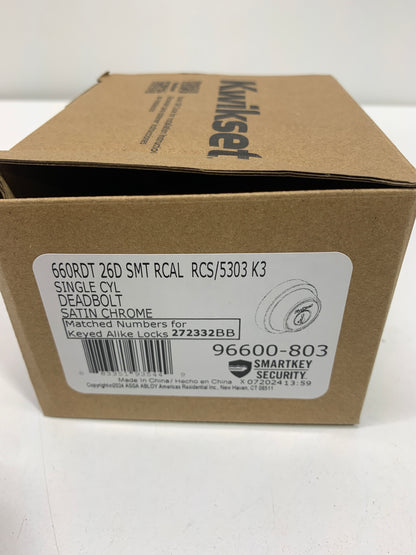 Kwikset
660RDT 26D SMT RCAL RCS/5303 K3
SINGLE CYL
DEADBOLT
SATIN CHROME
Matched Numbers for
Keyed Alike Locks 272332BB
96600-803
SMARTKEY
SECURITY
Made in China/ Hecho en China X 0720241 3:59
Copyright©2024 ASSA ABLOY Americas Residential Inc. New Haven, CT 06511